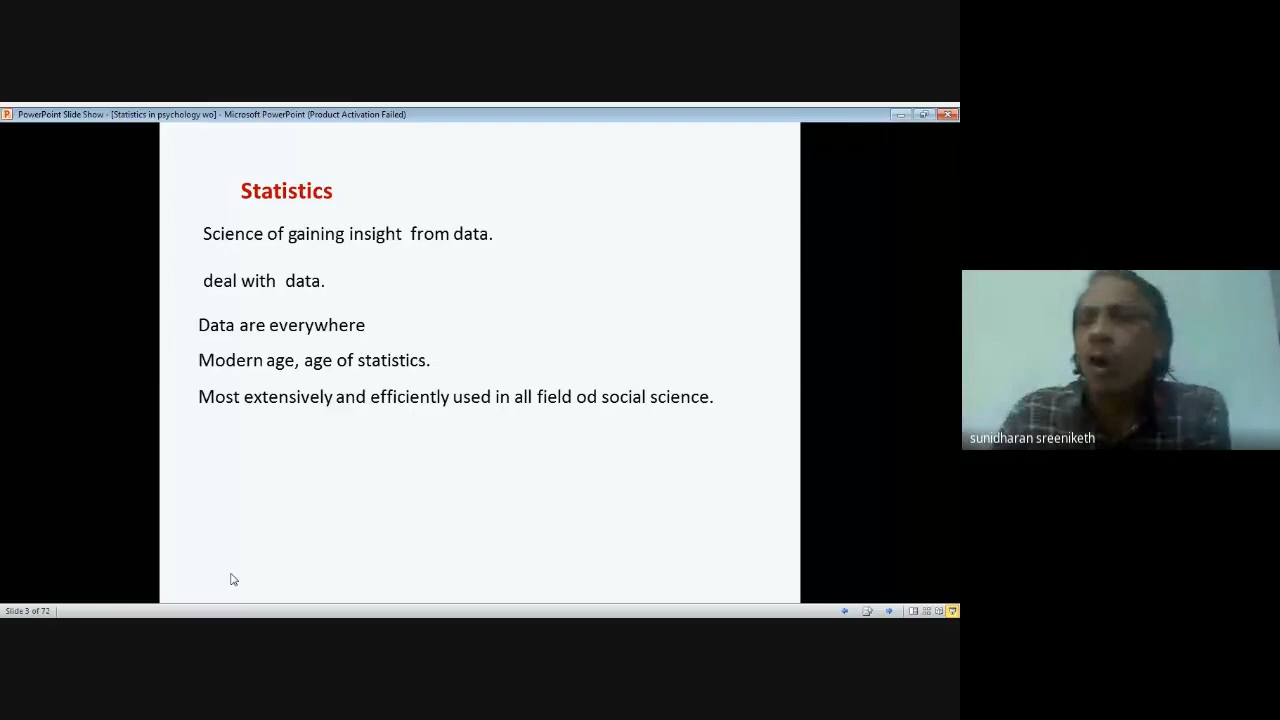 PowerPoint Slide Show - [Statistics in psychology wo] - Microsoft PowerPoint (Product Activation Failed)
Statistics
Science of gaining insight from data.
deal with data.
Data are everywhere
Modern age, age of statistics.
Most extensively and efficiently used in all field od social science.
sunidharan sreeniketh
Slide 3 of 72